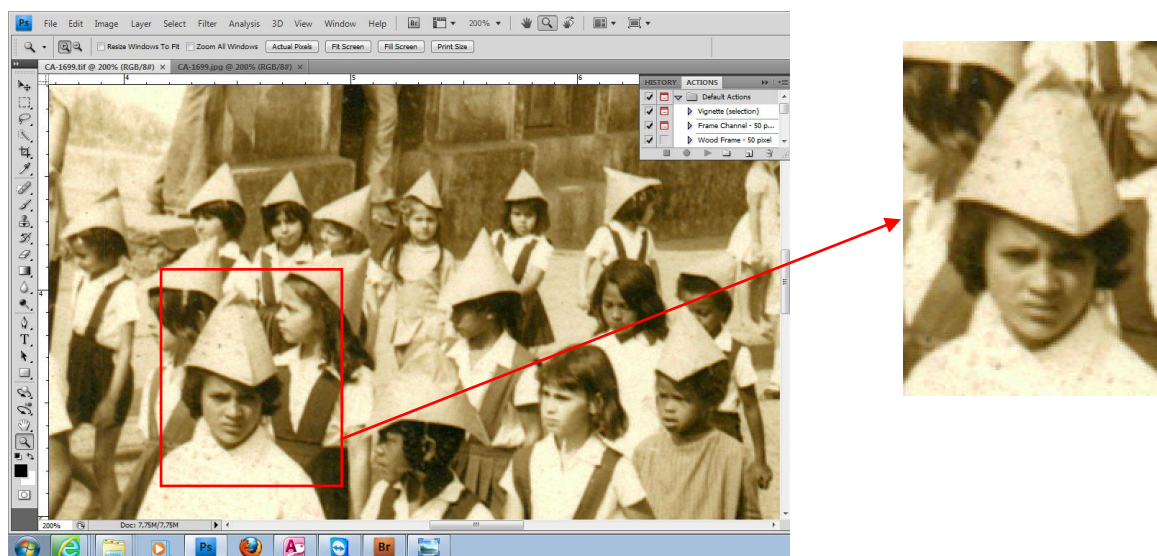 Ps File Edit Image Layer Select Filter Analysis 3D View Window Help Br 200%
Resize Windows To Fit Zoom All Windows Actual Pixels Fit Screen Fill Screen Print Size
CA-1699.tif @ 200% (RGB/8#) × CA-1699.jpg @ 200% (RGB/8#) ×
4 5 6
HISTORY ACTIONS
Default Actions
Vignette (selection)
Frame Channel - 50 p...
Wood Frame - 50 pixel
4
T
200% Doc: 7,75M/7,75M
Ps A Br